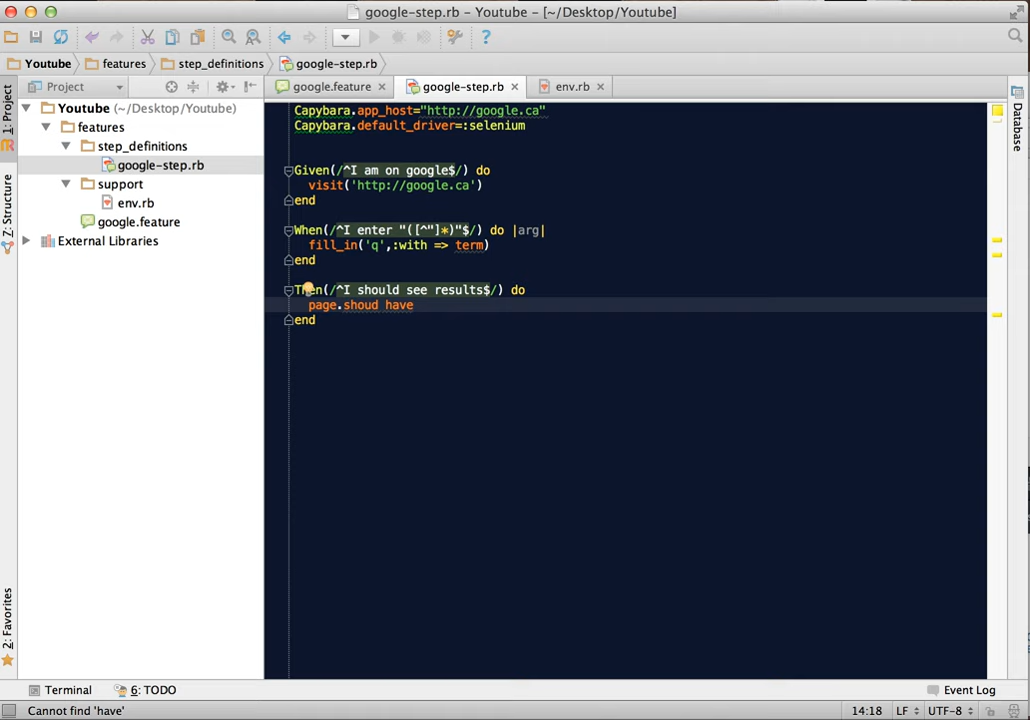 google-step.rb - Youtube - [~/Desktop/Youtube]
Youtube features step_definitions google-step.rb
1: Project
Z: Structure
2: Favorites
Project
google.feature google-step.rb env.rb
Database
Youtube (~/Desktop/Youtube)
features
step_definitions
google-step.rb
support
env.rb
google.feature
External Libraries
Capybara.app_host="http://google.ca"
Capybara.default_driver=:selenium
Given(/^I am on google$/) do
visit('http://google.ca')
end
When(/^I enter "([^"]*)"$/) do |arg|
fill_in('q',:with => term)
end
Then(/^I should see results$/) do
page.shoud have
end
Terminal 6: TODO Event Log
Cannot find 'have' 14:18 LF UTF-8